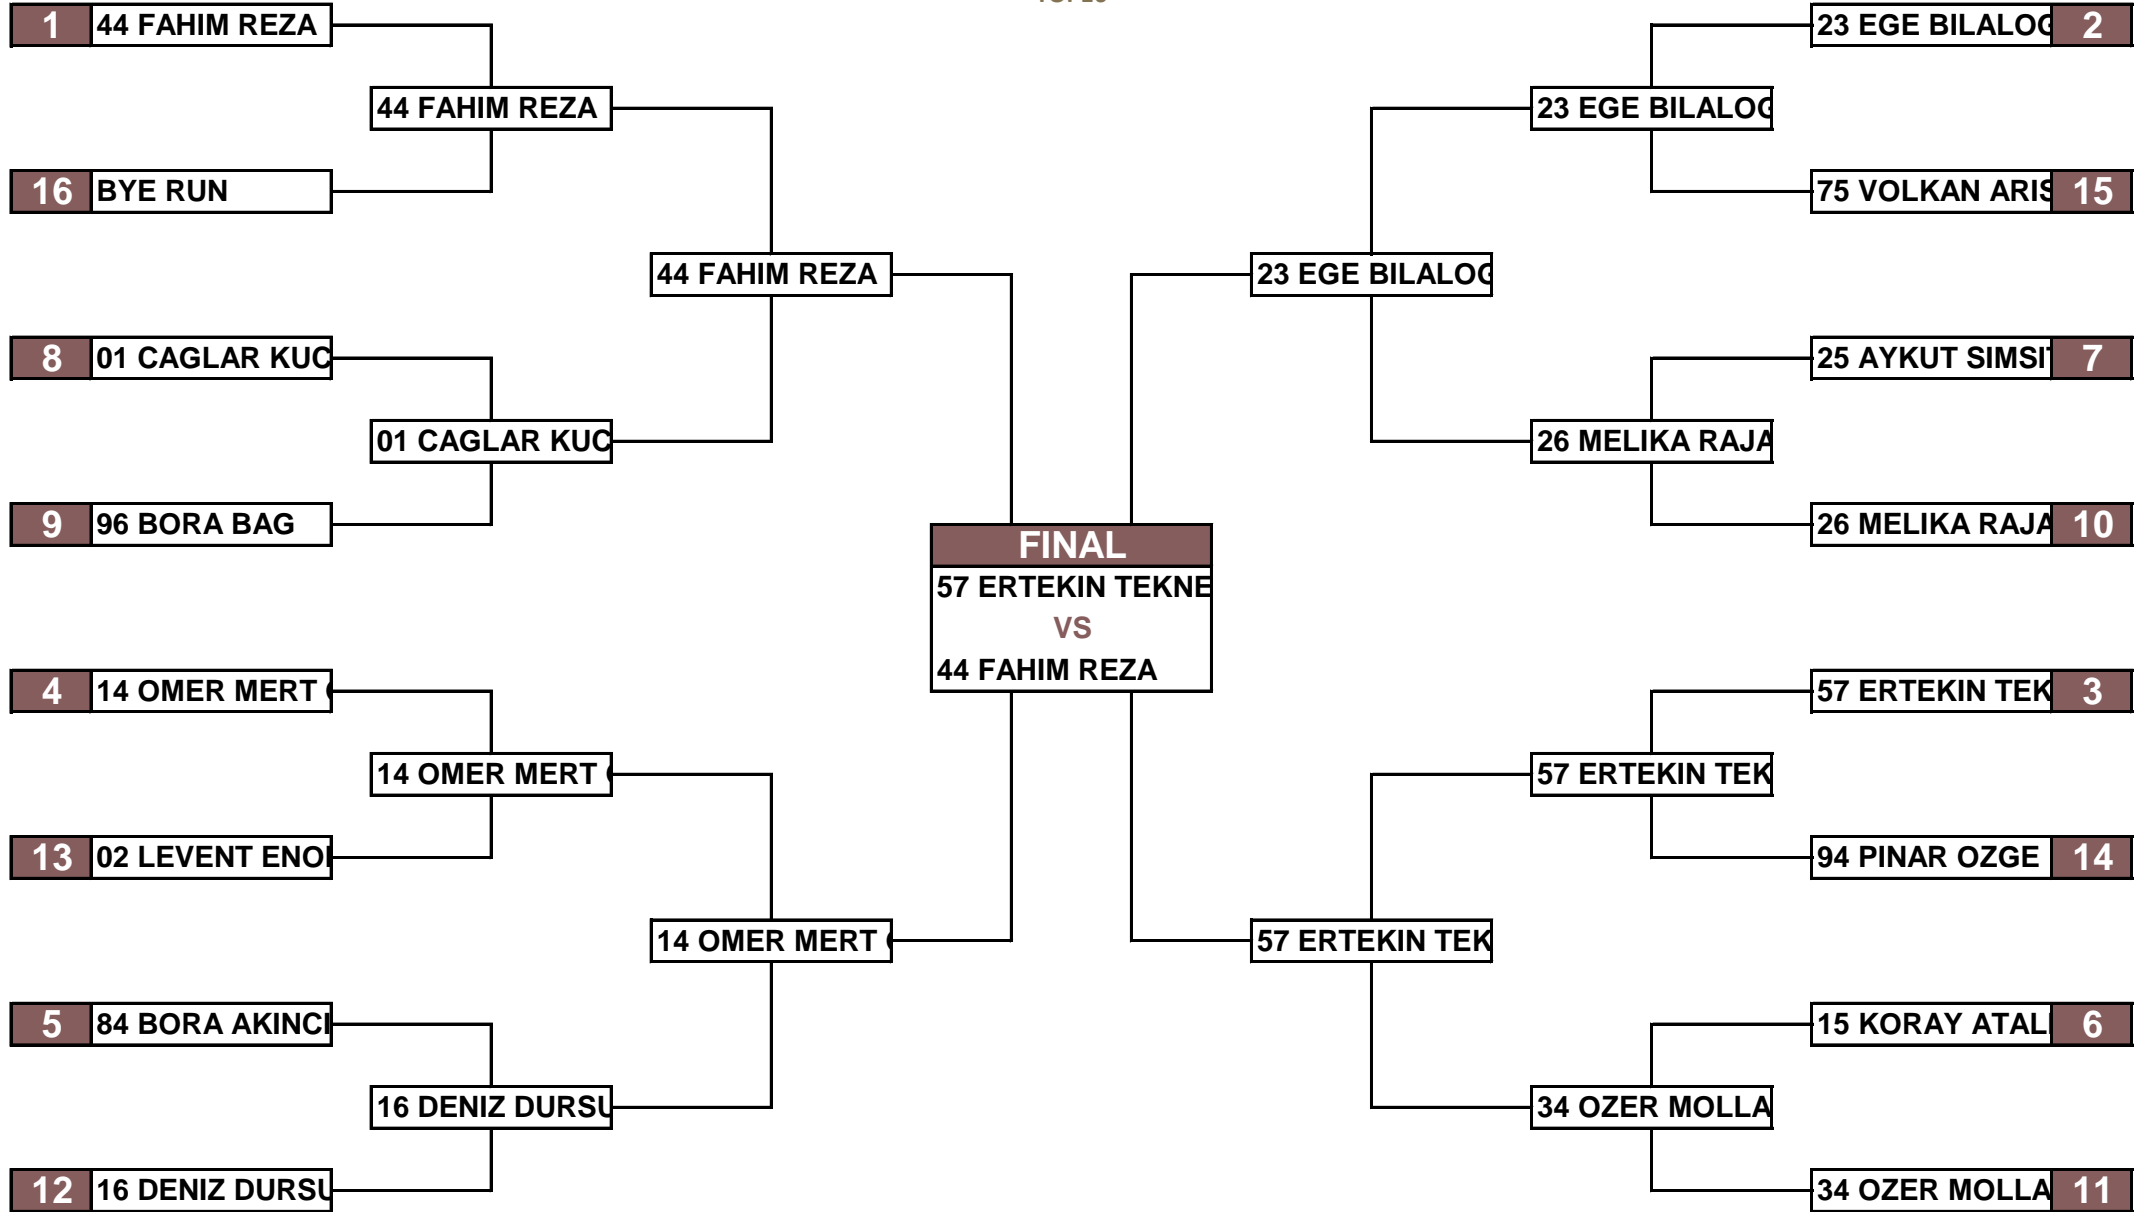 1 44 FAHIM REZA
16 BYE RUN
8 01 CAGLAR KUC
9 96 BORA BAG
4 14 OMER MERT
13 02 LEVENT ENO
5 84 BORA AKINCI
12 16 DENIZ DURSU
44 FAHIM REZA
01 CAGLAR KUC
14 OMER MERT
16 DENIZ DURSU
44 FAHIM REZA
14 OMER MERT
FINAL
57 ERTEKIN TEKNE
VS
44 FAHIM REZA
23 EGE BILALOG
57 ERTEKIN TEK
23 EGE BILALOG
26 MELIKA RAJA
57 ERTEKIN TEK
34 OZER MOLLA
23 EGE BILALOG 2
75 VOLKAN ARIS 15
25 AYKUT SIMSIT 7
26 MELIKA RAJA 10
57 ERTEKIN TEK 3
94 PINAR OZGE 14
15 KORAY ATAL 6
34 OZER MOLLA 11